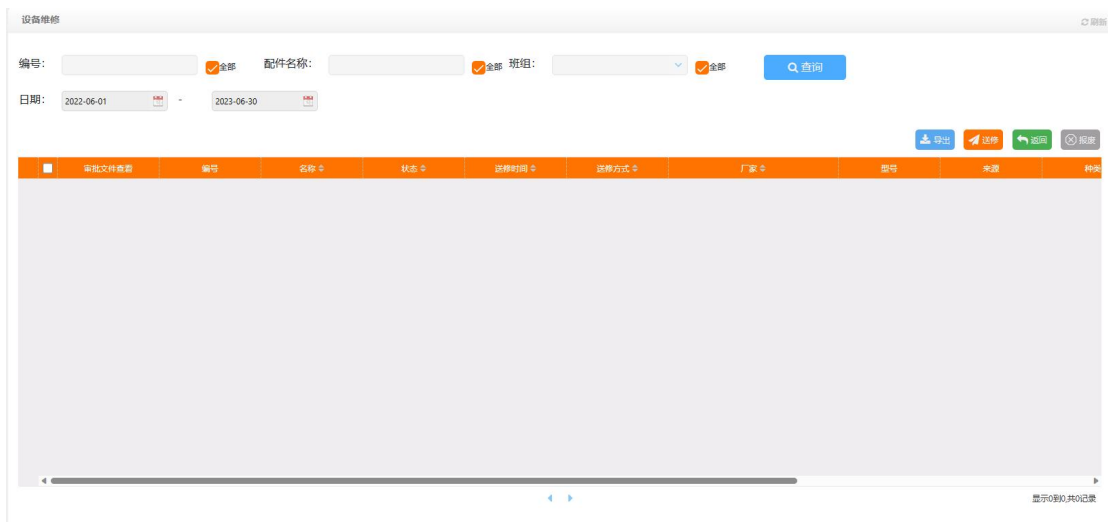 设备维修
刷新
编号: 全部 配件名称: 全部 班组: 全部 查询
日期: 2022-06-01 - 2023-06-30
导出 送修 返回 报废
审批文件查看 编号 名称 状态 送修时间 送修方式 厂家 型号 来源 种类
显示0到0,共0记录